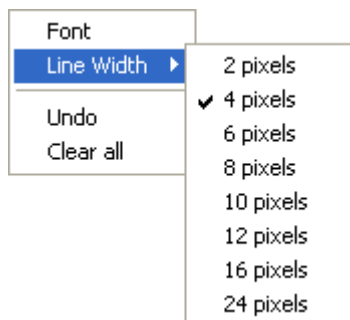 Font
Line Width
Undo
Clear all
2 pixels
4 pixels
6 pixels
8 pixels
10 pixels
12 pixels
16 pixels
24 pixels